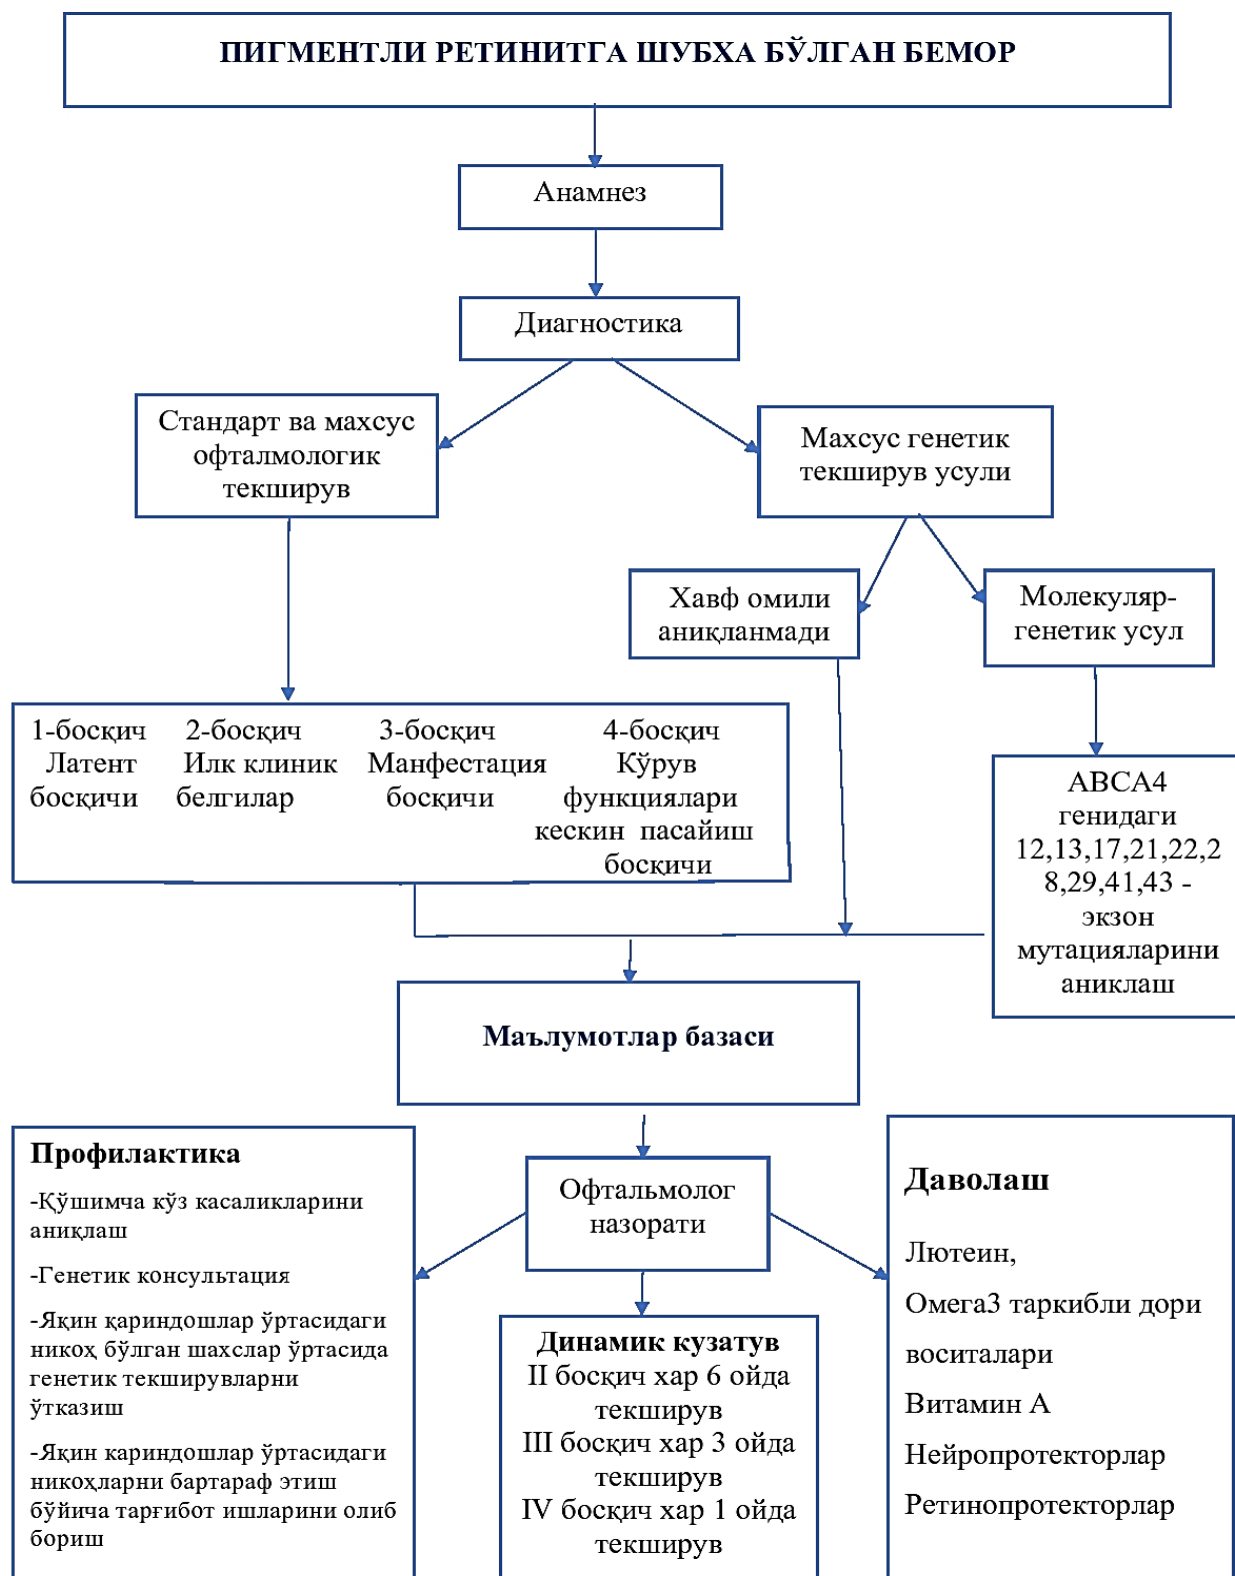 ПИГМЕНТЛИ РЕТИНИТГА ШУБХА БЎЛГАН БЕМОР
Анамнез
Диагностика
Стандарт ва махсус
офталмологик
текширув
Махсус генетик
текширув усули
Хавф омили
аниқланмади
Молекуляр-
генетик усул
1-босқич
Латент
босқичи
2-босқич
Илк клиник
белгилар
3-босқич
Манфестация
босқичи
4-босқич
Кўрув
функциялари
кескин пасайиш
босқичи
АВСА4
генидаги
12,13,17,21,22,2
8,29,41,43 -
экзон
мутацияларини
аниклаш
Маълумотлар базаси
Профилактика
-Қўшимча кўз касаликларини
аниқлаш
-Генетик консультация
-Яқин қариндошлар ўртасидаги
никоҳ бўлган шахслар ўртасида
генетик текширувларни
ўтказиш
-Яқин кариндошлар ўртасидаги
никоҳларни бартараф этиш
бўйича тарғибот ишларини олиб
бориш
Офтальмолог
назорати
Динамик кузатув
II босқич хар 6 ойда
текширув
III босқич хар 3 ойда
текширув
IV босқич хар 1 ойда
текширув
Даволаш
Лютеин,
Омега3 таркибли дори
воситалари
Витамин А
Нейропротекторлар
Ретинопротекторлар